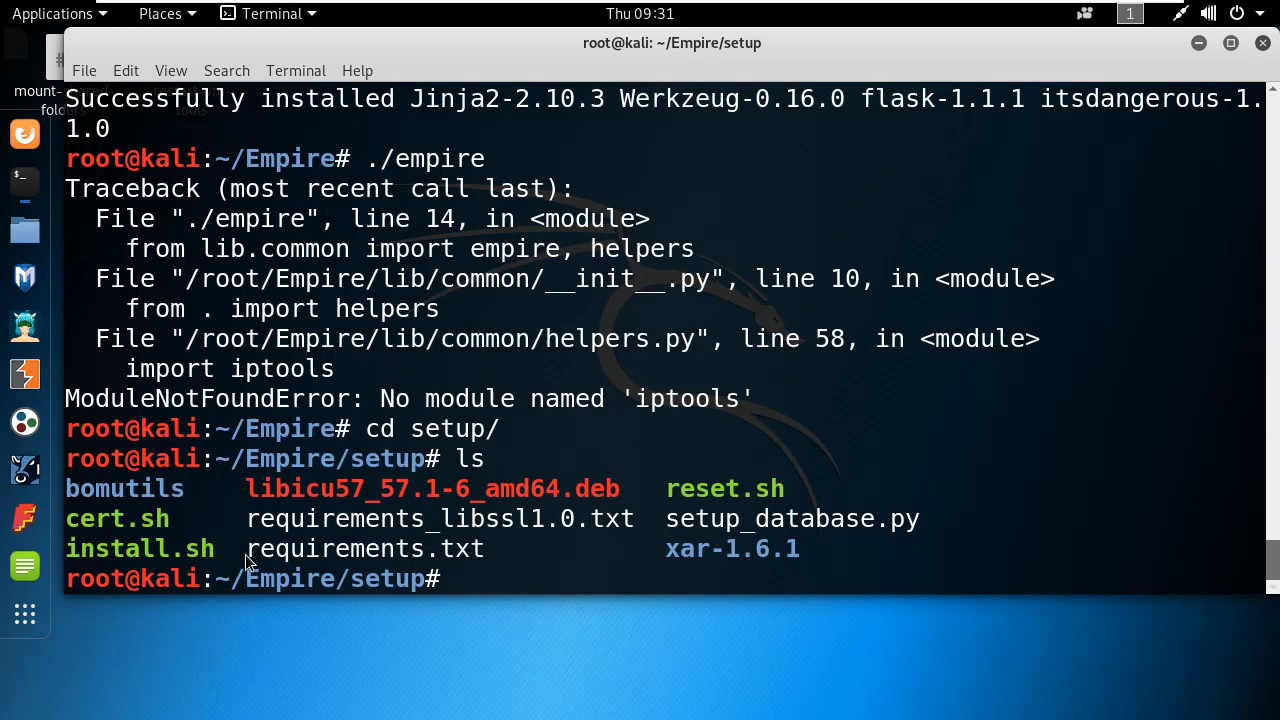 Applications Places Terminal Thu 09:31 1
root@kali: ~/Empire/setup
File Edit View Search Terminal Help
mount-
folders
tools
Successfully installed Jinja2-2.10.3 Werkzeug-0.16.0 flask-1.1.1 itsdangerous-1.
1.0
root@kali:~/Empire# ./empire
Traceback (most recent call last):
  File "./empire", line 14, in <module>
    from lib.common import empire, helpers
  File "/root/Empire/lib/common/__init__.py", line 10, in <module>
    from . import helpers
  File "/root/Empire/lib/common/helpers.py", line 58, in <module>
    import iptools
ModuleNotFoundError: No module named 'iptools'
root@kali:~/Empire# cd setup/
root@kali:~/Empire/setup# ls
bomutils    libicu57_57.1-6_amd64.deb   reset.sh
cert.sh     requirements_libssl1.0.txt  setup_database.py
install.sh  requirements.txt            xar-1.6.1
root@kali:~/Empire/setup#